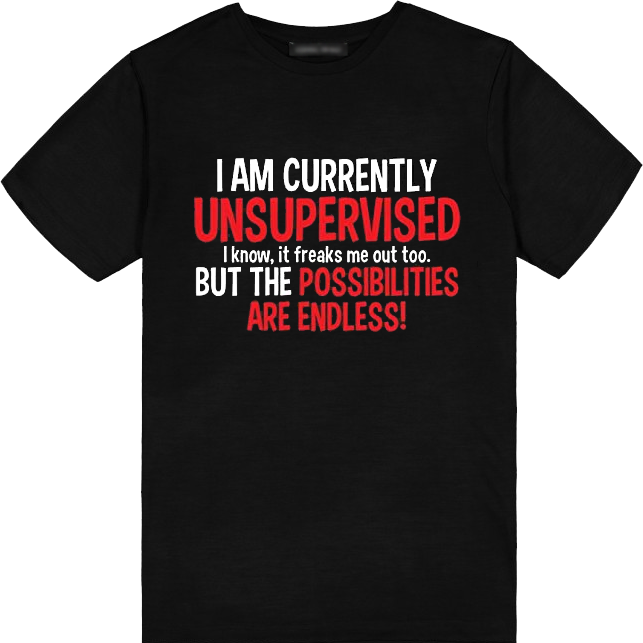 I AM CURRENTLY
UNSUPERVISED
I know, it freaks me out too.
BUT THE POSSIBILITIES
ARE ENDLESS!